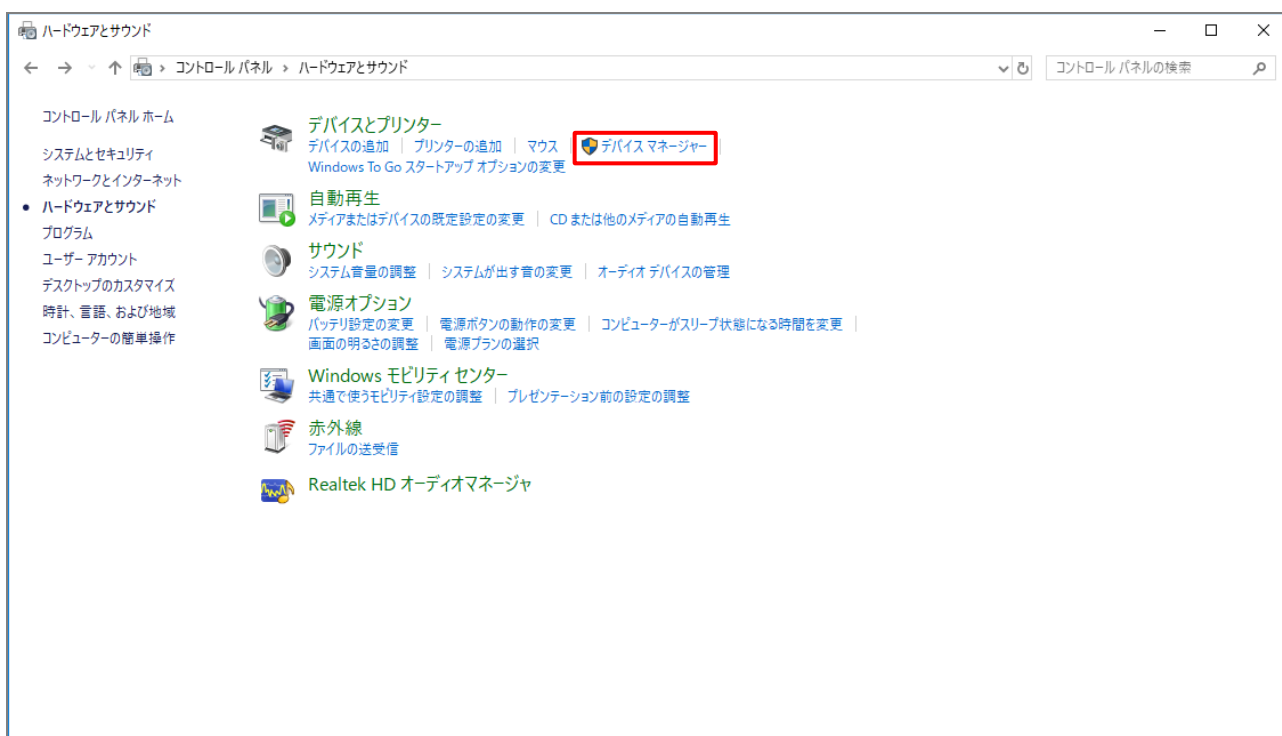 ハードウェアとサウンド
コントロール パネル › ハードウェアとサウンド
コントロール パネルの検索
コントロール パネル ホーム
システムとセキュリティ
ネットワークとインターネット
ハードウェアとサウンド
プログラム
ユーザー アカウント
デスクトップのカスタマイズ
時計、言語、および地域
コンピューターの簡単操作
デバイスとプリンター
デバイスの追加 | プリンターの追加 | マウス | デバイス マネージャー |
Windows To Go スタートアップ オプションの変更
自動再生
メディアまたはデバイスの既定設定の変更 | CD または他のメディアの自動再生
サウンド
システム音量の調整 | システムが出す音の変更 | オーディオ デバイスの管理
電源オプション
バッテリ設定の変更 | 電源ボタンの動作の変更 | コンピューターがスリープ状態になる時間を変更 |
画面の明るさの調整 | 電源プランの選択
Windows モビリティ センター
共通で使うモビリティ設定の調整 | プレゼンテーション前の設定の調整
赤外線
ファイルの送受信
Realtek HD オーディオマネージャ